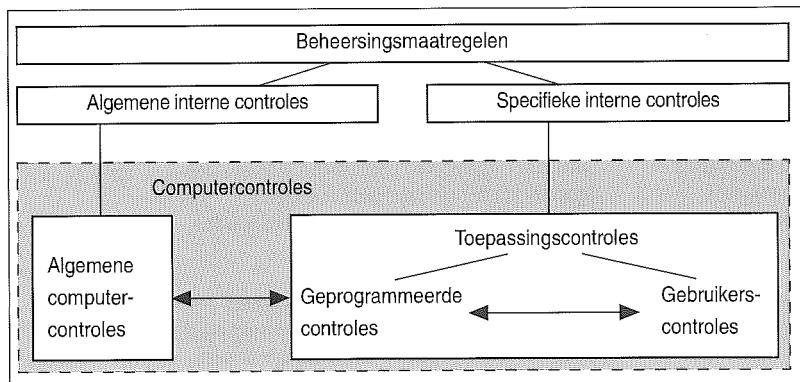 Beheersingsmaatregelen
Algemene interne controles
Specifieke interne controles
Computercontroles
Algemene
computer-
controles
Toepassingscontroles
Geprogrammeerde
controles
Gebruikers-
controles